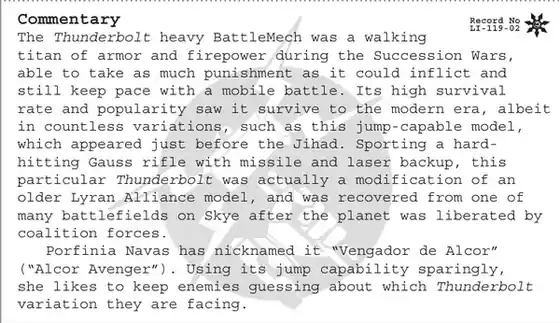 Commentary
Record No
LI-119-02
The Thunderbolt heavy BattleMech was a walking
titan of armor and firepower during the Succession Wars,
able to take as much punishment as it could inflict and
still keep pace with a mobile battle. Its high survival
rate and popularity saw it survive to the modern era, albeit
in countless variations, such as this jump-capable model,
which appeared just before the Jihad. Sporting a hard-
hitting Gauss rifle with missile and laser backup, this
particular Thunderbolt was actually a modification of an
older Lyran Alliance model, and was recovered from one of
many battlefields on Skye after the planet was liberated by
coalition forces.
Porfinia Navas has nicknamed it “Vengador de Alcor”
(“Alcor Avenger”). Using its jump capability sparingly,
she likes to keep enemies guessing about which Thunderbolt
variation they are facing.